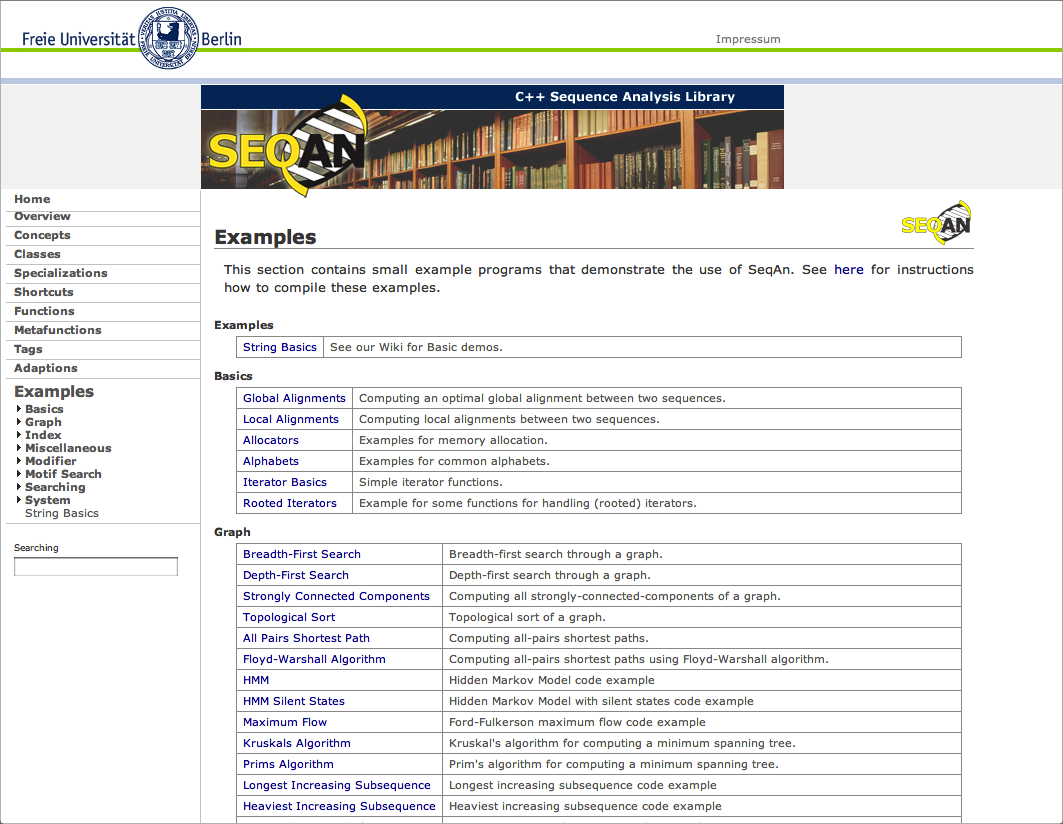 Freie Universität Berlin
Impressum
C++ Sequence Analysis Library
SEQAN
Home
Overview
Concepts
Classes
Specializations
Shortcuts
Functions
Metafunctions
Tags
Adaptions
Examples
Basics
Graph
Index
Miscellaneous
Modifier
Motif Search
Searching
System
String Basics
Searching
SEQAN
Examples
This section contains small example programs that demonstrate the use of SeqAn. See here for instructions
how to compile these examples.
Examples
String Basics See our Wiki for Basic demos.
Basics
Global Alignments Computing an optimal global alignment between two sequences.
Local Alignments Computing local alignments between two sequences.
Allocators Examples for memory allocation.
Alphabets Examples for common alphabets.
Iterator Basics Simple iterator functions.
Rooted Iterators Example for some functions for handling (rooted) iterators.
Graph
Breadth-First Search Breadth-first search through a graph.
Depth-First Search Depth-first search through a graph.
Strongly Connected Components Computing all strongly-connected-components of a graph.
Topological Sort Topological sort of a graph.
All Pairs Shortest Path Computing all-pairs shortest paths.
Floyd-Warshall Algorithm Computing all-pairs shortest paths using Floyd-Warshall algorithm.
HMM Hidden Markov Model code example
HMM Silent States Hidden Markov Model with silent states code example
Maximum Flow Ford-Fulkerson maximum flow code example
Kruskals Algorithm Kruskal's algorithm for computing a minimum spanning tree.
Prims Algorithm Prim's algorithm for computing a minimum spanning tree.
Longest Increasing Subsequence Longest increasing subsequence code example
Heaviest Increasing Subsequence Heaviest increasing subsequence code example